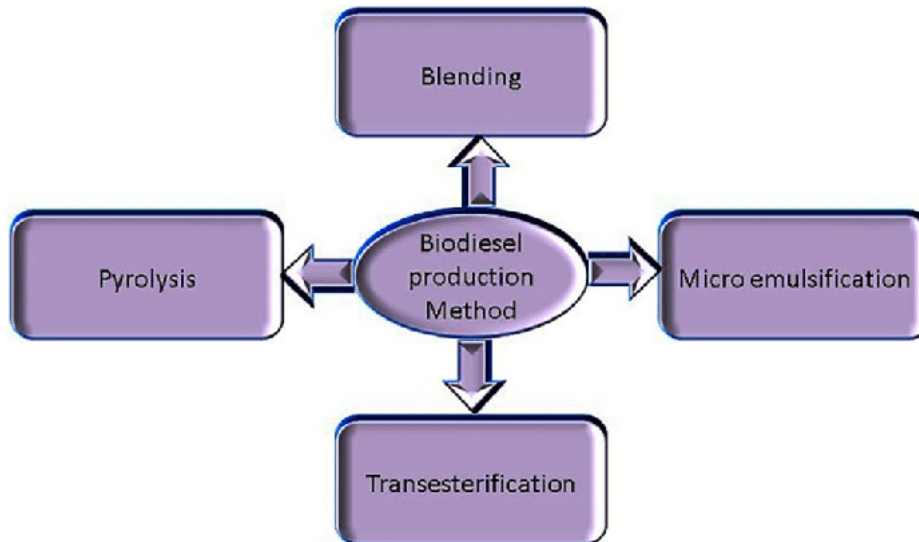 Blending
Pyrolysis
Biodiesel
production
Method
Micro emulsification
Transesterification